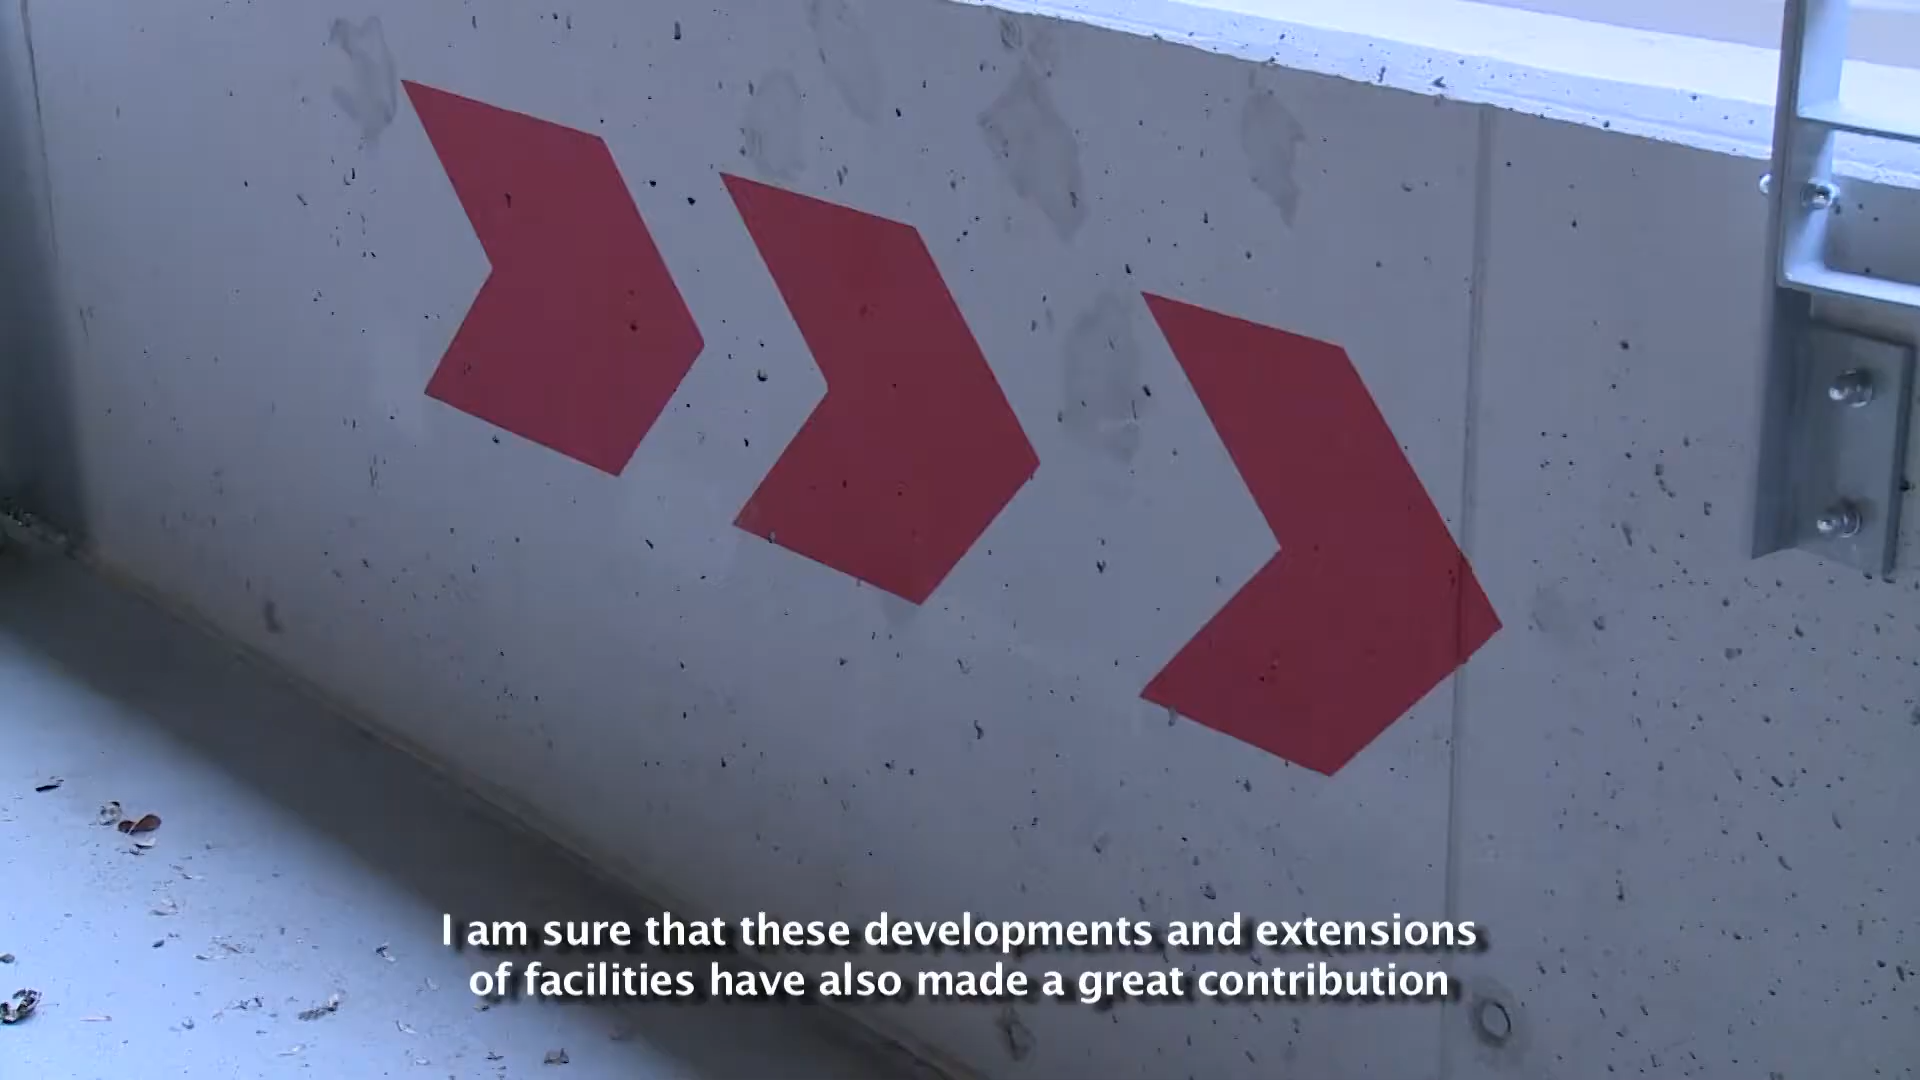 I am sure that these developments and extensions
of facilities have also made a great contribution